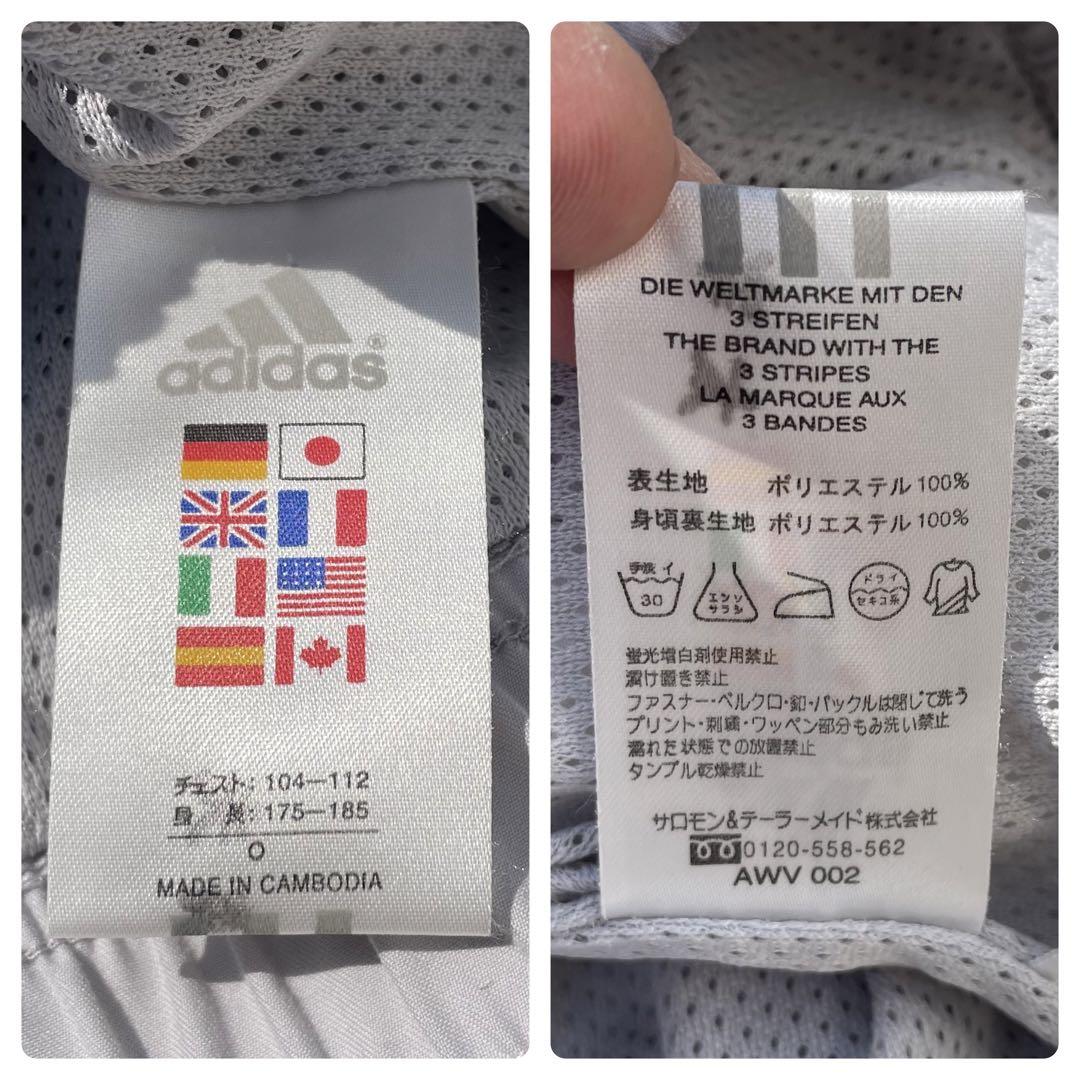 adidas®
チェスト: 104—112
身 長: 175—185
O
MADE IN CAMBODIA
DIE WELTMARKE MIT DEN
3 STREIFEN
THE BRAND WITH THE
3 STRIPES
LA MARQUE AUX
3 BANDES
表生地 ポリエステル 100%
身頃裏生地 ポリエステル 100%
手洗イ
30
エンソ
サラシ
ドライ
セキユ系
蛍光増白剤使用禁止
漬け置き禁止
ファスナー・ベルクロ・釦・バックルは閉じて洗う
プリント・刺繍・ワッペン部分もみ洗い禁止
濡れた状態での放置禁止
タンブル乾燥禁止
サロモン&テーラーメイド株式会社
0120-558-562
AWV 002